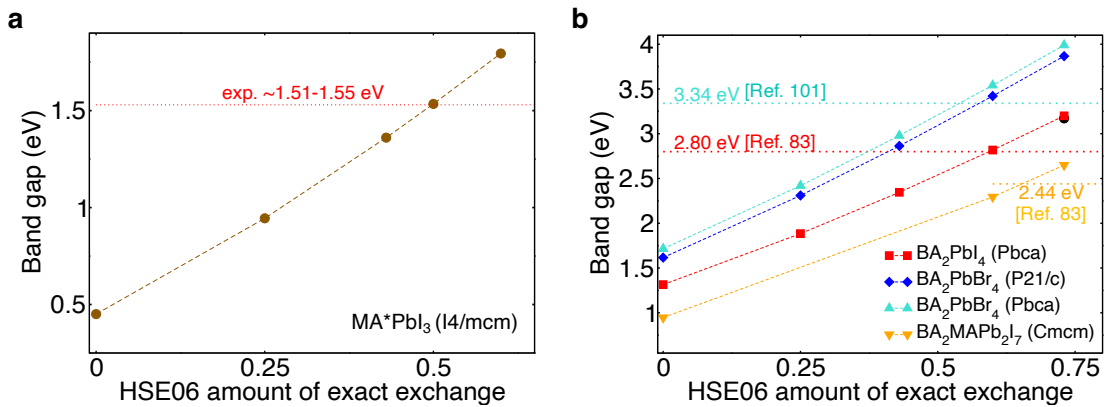 a
Band gap (eV)
1.5
1
0.5
exp. ~1.51-1.55 eV
MA*PbI₃ (I4/mcm)
0
0.25
0.5
HSE06 amount of exact exchange
b
Band gap (eV)
4
3.5
3
2.5
2
1.5
1
3.34 eV [Ref. 101]
2.80 eV [Ref. 83]
2.44 eV
[Ref. 83]
BA₂PbI₄ (Pbca)
BA₂PbBr₄ (P21/c)
BA₂PbBr₄ (Pbca)
BA₂MAPb₂I₇ (Cmcm)
0
0.25
0.50
0.75
HSE06 amount of exact exchange